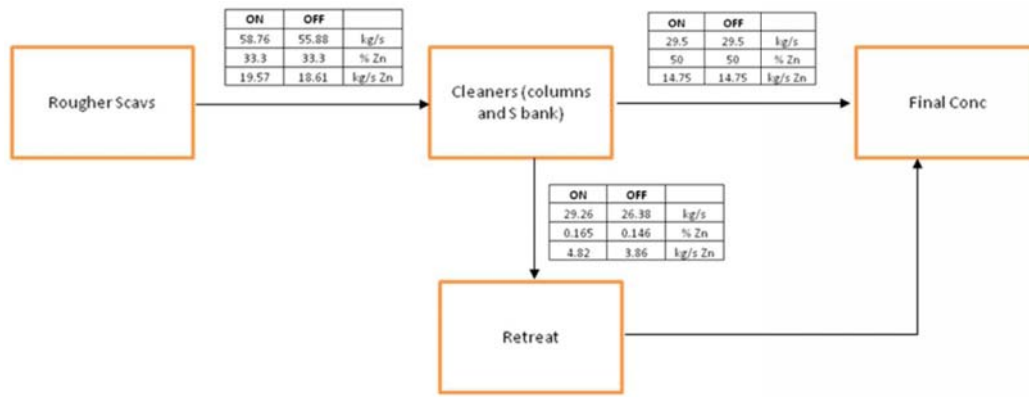 ON OFF
58.76 55.88 kg/s
33.3 33.3 % Zn
19.57 18.61 kg/s Zn
ON OFF
29.5 29.5 kg/s
50 50 % Zn
14.75 14.75 kg/s Zn
Rougher Scavs
Cleaners (columns
and S bank)
Final Conc
ON OFF
29.26 26.38 kg/s
0.165 0.146 % Zn
4.82 3.86 kg/s Zn
Retreat